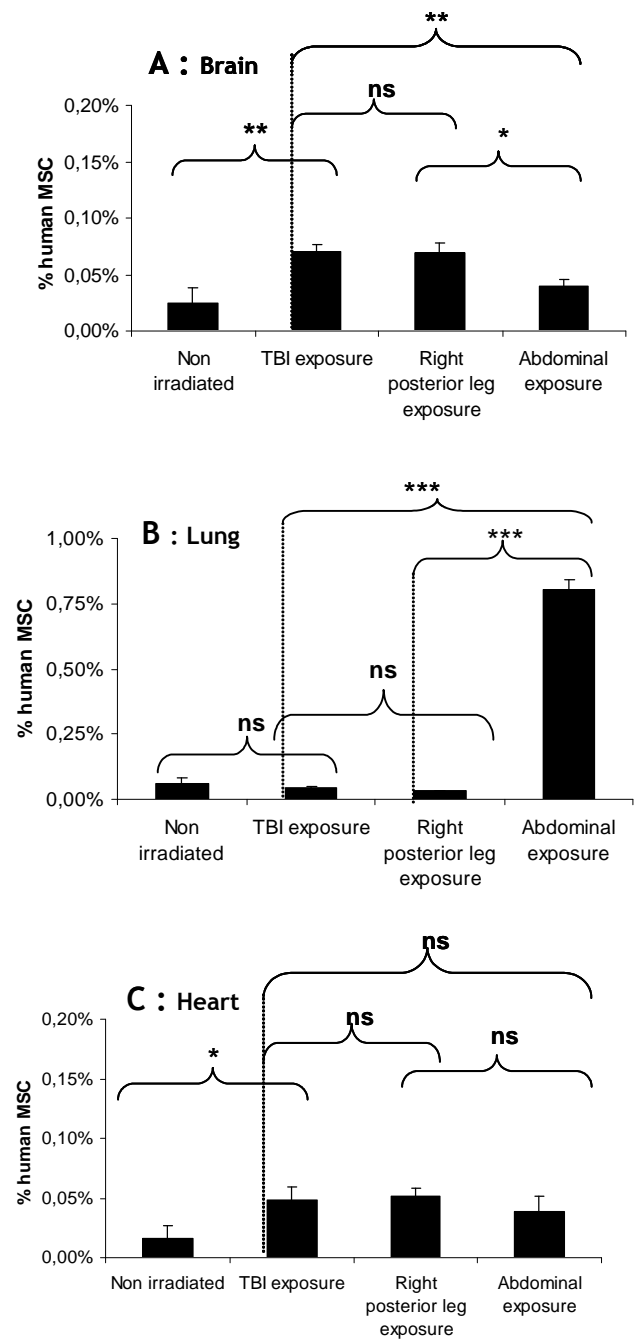 **
A : Brain
ns
0,20%
**
*
0,15%
0,10%
0,05%
0,00%
% human MSC
Non
irradiated
TBI exposure
Right
posterior leg
exposure
Abdominal
exposure
***
B : Lung
***
1,00%
0,75%
ns
0,50%
ns
0,25%
0,00%
% human MSC
Non
irradiated
TBI exposure
Right
posterior leg
exposure
Abdominal
exposure
ns
C : Heart
ns
ns
0,20%
*
0,15%
0,10%
0,05%
0,00%
% human MSC
Non irradiated
TBI exposure
Right
posterior leg
exposure
Abdominal
exposure